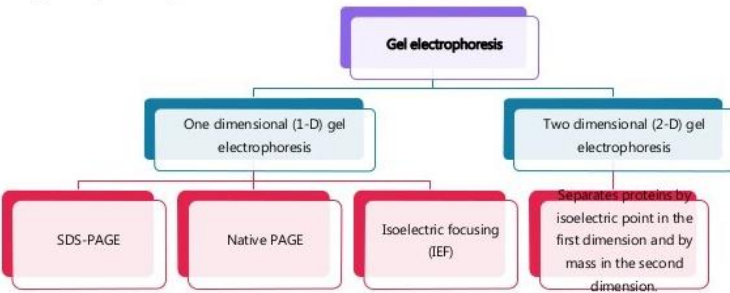 Gel electrophoresis
One dimensional (1-D) gel
electrophoresis
Two dimensional (2-D) gel
electrophoresis
SDS-PAGE
Native PAGE
Isoelectric focusing
(IEF)
Separates proteins by
isoelectric point in the
first dimension and by
mass in the second
dimension.